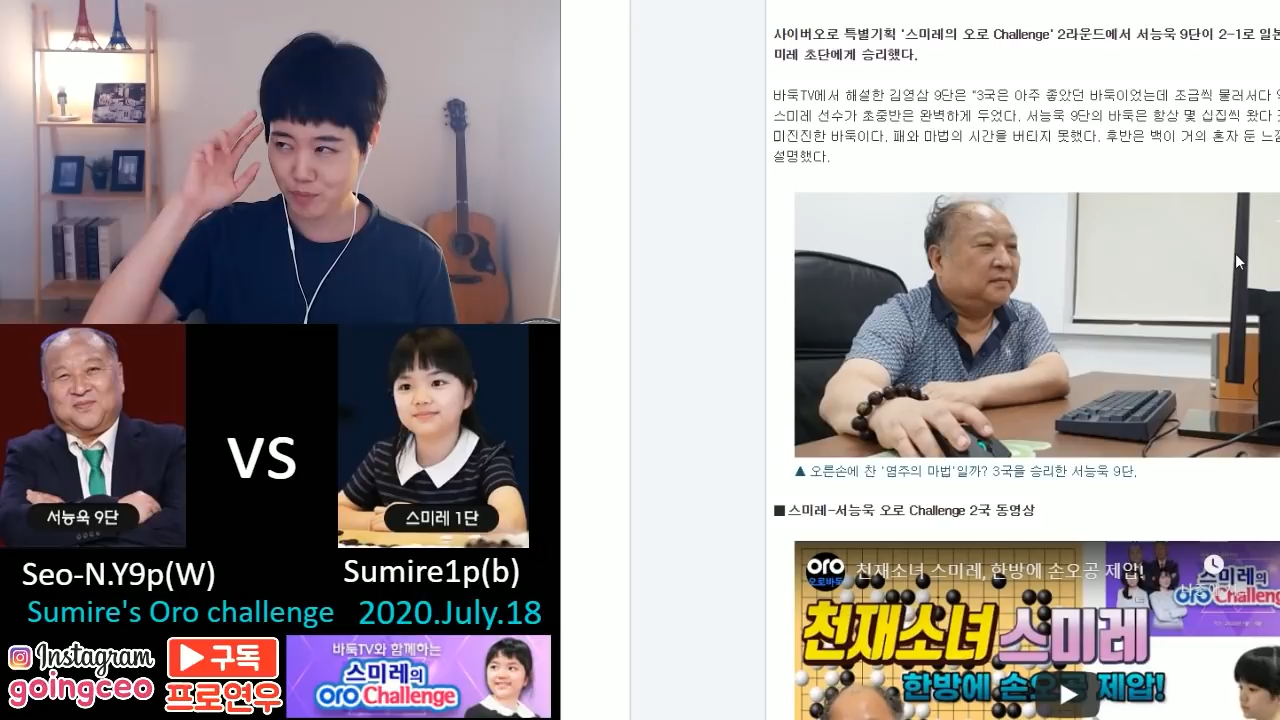 사이버오로 특별기획 '스미레의 오로 Challenge' 2라운드에서 서능욱 9단이 2-1로 일본
미레 초단에게 승리했다.
바둑TV에서 해설한 김영삼 9단은 "3국은 아주 좋았던 바둑이었는데 조금씩 물러서다
스미레 선수가 초중반은 완벽하게 두었다. 서능욱 9단의 바둑은 항상 몇 십집씩 왔다
미진진한 바둑이다. 패와 마법의 시간을 버티지 못했다. 후반은 백이 거의 혼자 둔 느낌
설명했다.
▲ 오른손에 찬 '염주의 마법'일까? 3국을 승리한 서능욱 9단.
■ 스미레-서능욱 오로 Challenge 2국 동영상
oro
오로바둑
천재소녀 스미레, 한방에 손오공 제압!
스미레의
oro Challeng
천재소녀 스미레
한방에 손오공 제압!
서능욱 9단
VS
스미레 1단
Seo-N.Y9p(W)
Sumire1p(b)
Sumire's Oro challenge
2020.July.18
Instagram
goingceo
구독
프로연우
바둑TV와 함께하는
스미레의
oro Challenge